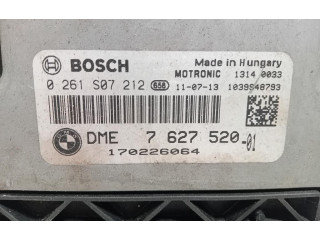 BOSCH
Made in Hungary
MOTRONIC 1314 0033
0 261 S07 212 656 11-07-13 1039S48793
DME 7 627 520-01
170226064